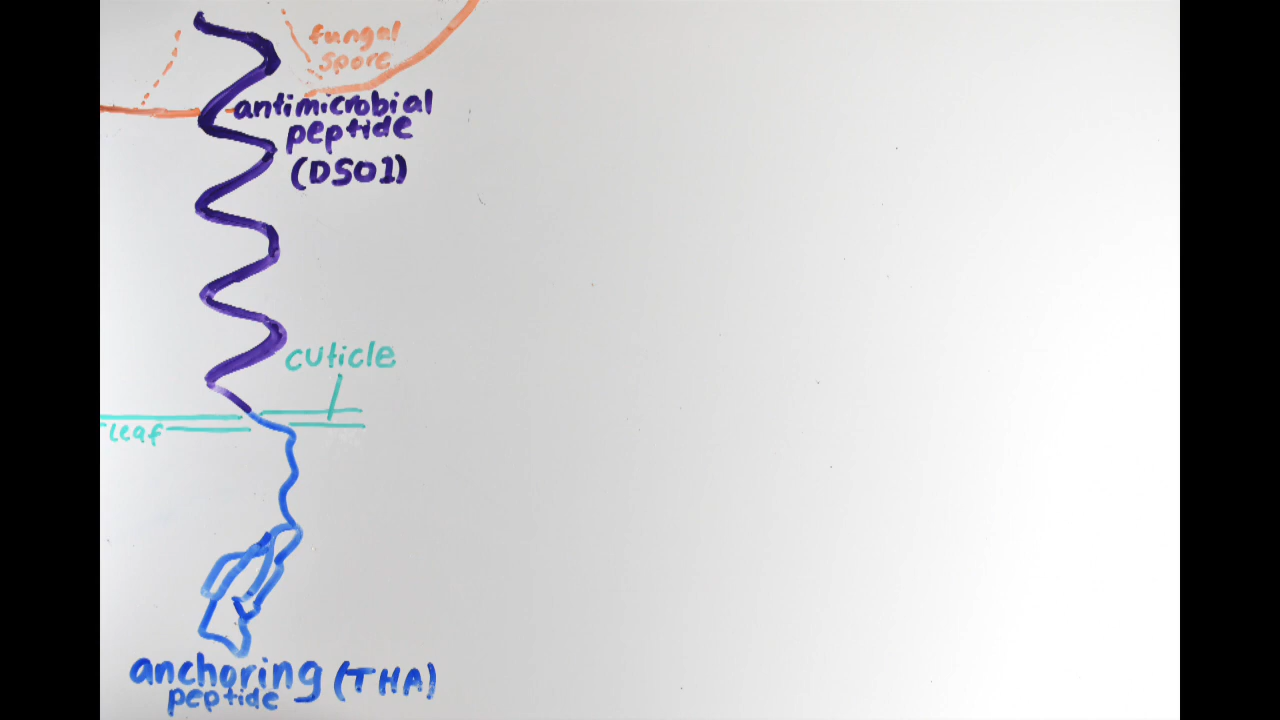 fungal
spore
antimicrobial
peptide
(DS01)
cuticle
leaf
anchoring (THA)
peptide